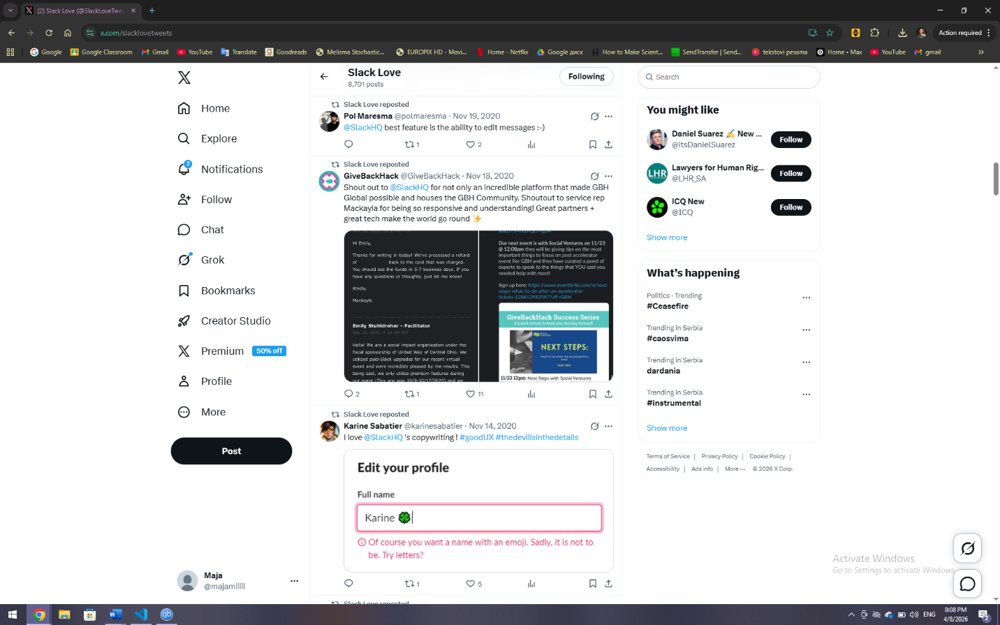 (2) Slack Love (@SlackLoveTwe
x.com/slacklovetweets
Action required
Google
Google Classroom
Gmail
YouTube
Translate
Goodreads
Melisma Stochastic...
EUROPIX HD - Movi...
Home - Netflix
Google диск
How to Make Scient...
SendTransfer | Send...
tekstovi pesama
Home • Max
YouTube
gmail
Home
Explore
2
Notifications
Follow
Chat
Grok
Bookmarks
Creator Studio
Premium 50% off
Profile
More
Post
Maja
@majamiiiii
Slack Love
8,701 posts
Following
Slack Love reposted
Pol Maresma @polmaresma · Nov 19, 2020
@SlackHQ best feature is the ability to edit messages :-)
1 2
Slack Love reposted
GiveBackHack @GiveBackHack · Nov 18, 2020
Shout out to @SlackHQ for not only an incredible platform that made GBH
Global possible and houses the GBH Community. Shoutout to service rep
Mackayla for being so responsive and understanding! Great partners +
great tech make the world go round ✨
Hi Emily,
Thanks for writing in today! We've processed a refund
of back to the card that was charged.
You should see the funds in 5-7 business days. If you
have any questions or thoughts, just let me know!
Kindly,
Mackayla
Emily Stuhldreher - Facilitator
Nov 18, 2020, 9:34 AM PST
Hello! We are a social impact organization under the
fiscal sponsorship of United Way of Central Ohio. We
utilized paid-Slack upgrades for our recent virtual
event and were incredibly pleased by the results. This
being said, we only utilize premium features during
our event (This one was 10/9-10/17/2020) and we
Our next event is with Social Ventures on 11/23
@ 12:00pm they will be giving tips on the most
important things to focus on post accelerator
event like GBH and they have curated a panel of
experts to speak to the things that YOU said you
needed help with most!
Sign up here: https://www.eventbrite.com/e/next-
steps-what-to-do-after-an-accelerator-
tickets-128812982097?aff=GBH
GiveBackHack Success Series
Curated events to keep you moving forward
NEXT STEPS:
11/23 12pm Next Steps with Social Ventures
2 1 11
Slack Love reposted
Karine Sabatier @karinesabatier · Nov 14, 2020
I love @SlackHQ 's copywriting ! #goodUX #thedevilisinthedetails
Edit your profile
Full name
Karine 🍀
Of course you want a name with an emoji. Sadly, it is not to
be. Try letters?
1 5
Slack Love reposted
Search
You might like
Daniel Suarez ✍ New ...
@itsDanielSuarez
Follow
LHR
Lawyers for Human Rig...
@LHR_SA
Follow
ICQ New
@ICQ
Follow
Show more
What's happening
Politics · Trending
#Ceasefire
Trending in Serbia
#caosvima
Trending in Serbia
dardania
Trending in Serbia
#instrumental
Show more
Terms of Service | Privacy Policy | Cookie Policy |
Accessibility | Ads info | More ··· © 2026 X Corp.
Activate Windows
Go to Settings to activate Windows.
ENG
8:08 PM
4/8/2026
2